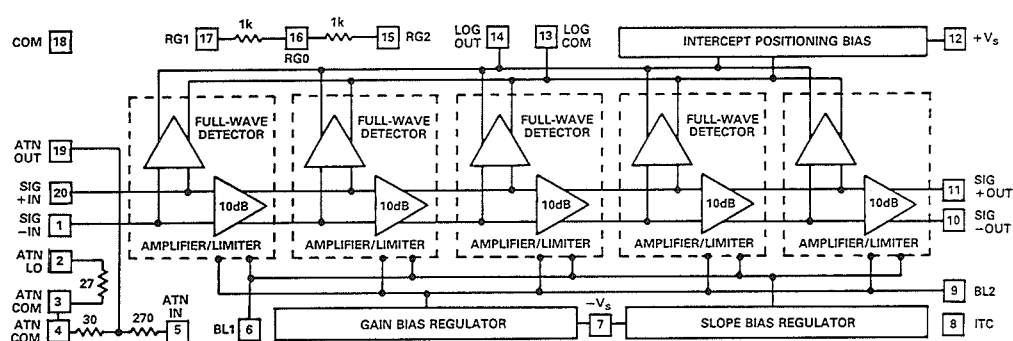 COM 18
RG1 17
1k
16
RG0
1k
15 RG2
LOG
OUT 14
13 LOG
COM
INTERCEPT POSITIONING BIAS
12 +Vs
FULL-WAVE
DETECTOR
FULL-WAVE
DETECTOR
FULL-WAVE
DETECTOR
FULL-WAVE
DETECTOR
ATN
OUT 19
SIG
+IN 20
SIG
−IN 1
10dB
10dB
10dB
10dB
10dB
11 SIG
+OUT
10 SIG
−OUT
AMPLIFIER/LIMITER
AMPLIFIER/LIMITER
AMPLIFIER/LIMITER
AMPLIFIER/LIMITER
AMPLIFIER/LIMITER
ATN
LO 2
27
ATN
COM 3
ATN
COM 4
30
270
ATN
IN
5
BL1 6
GAIN BIAS REGULATOR
−Vs
7
SLOPE BIAS REGULATOR
9 BL2
8 ITC